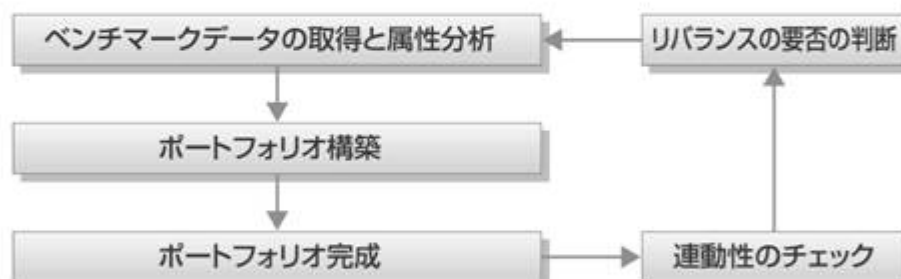 ベンチマークデータの取得と属性分析
リバランスの要否の判断
ポートフォリオ構築
ポートフォリオ完成
連動性のチェック